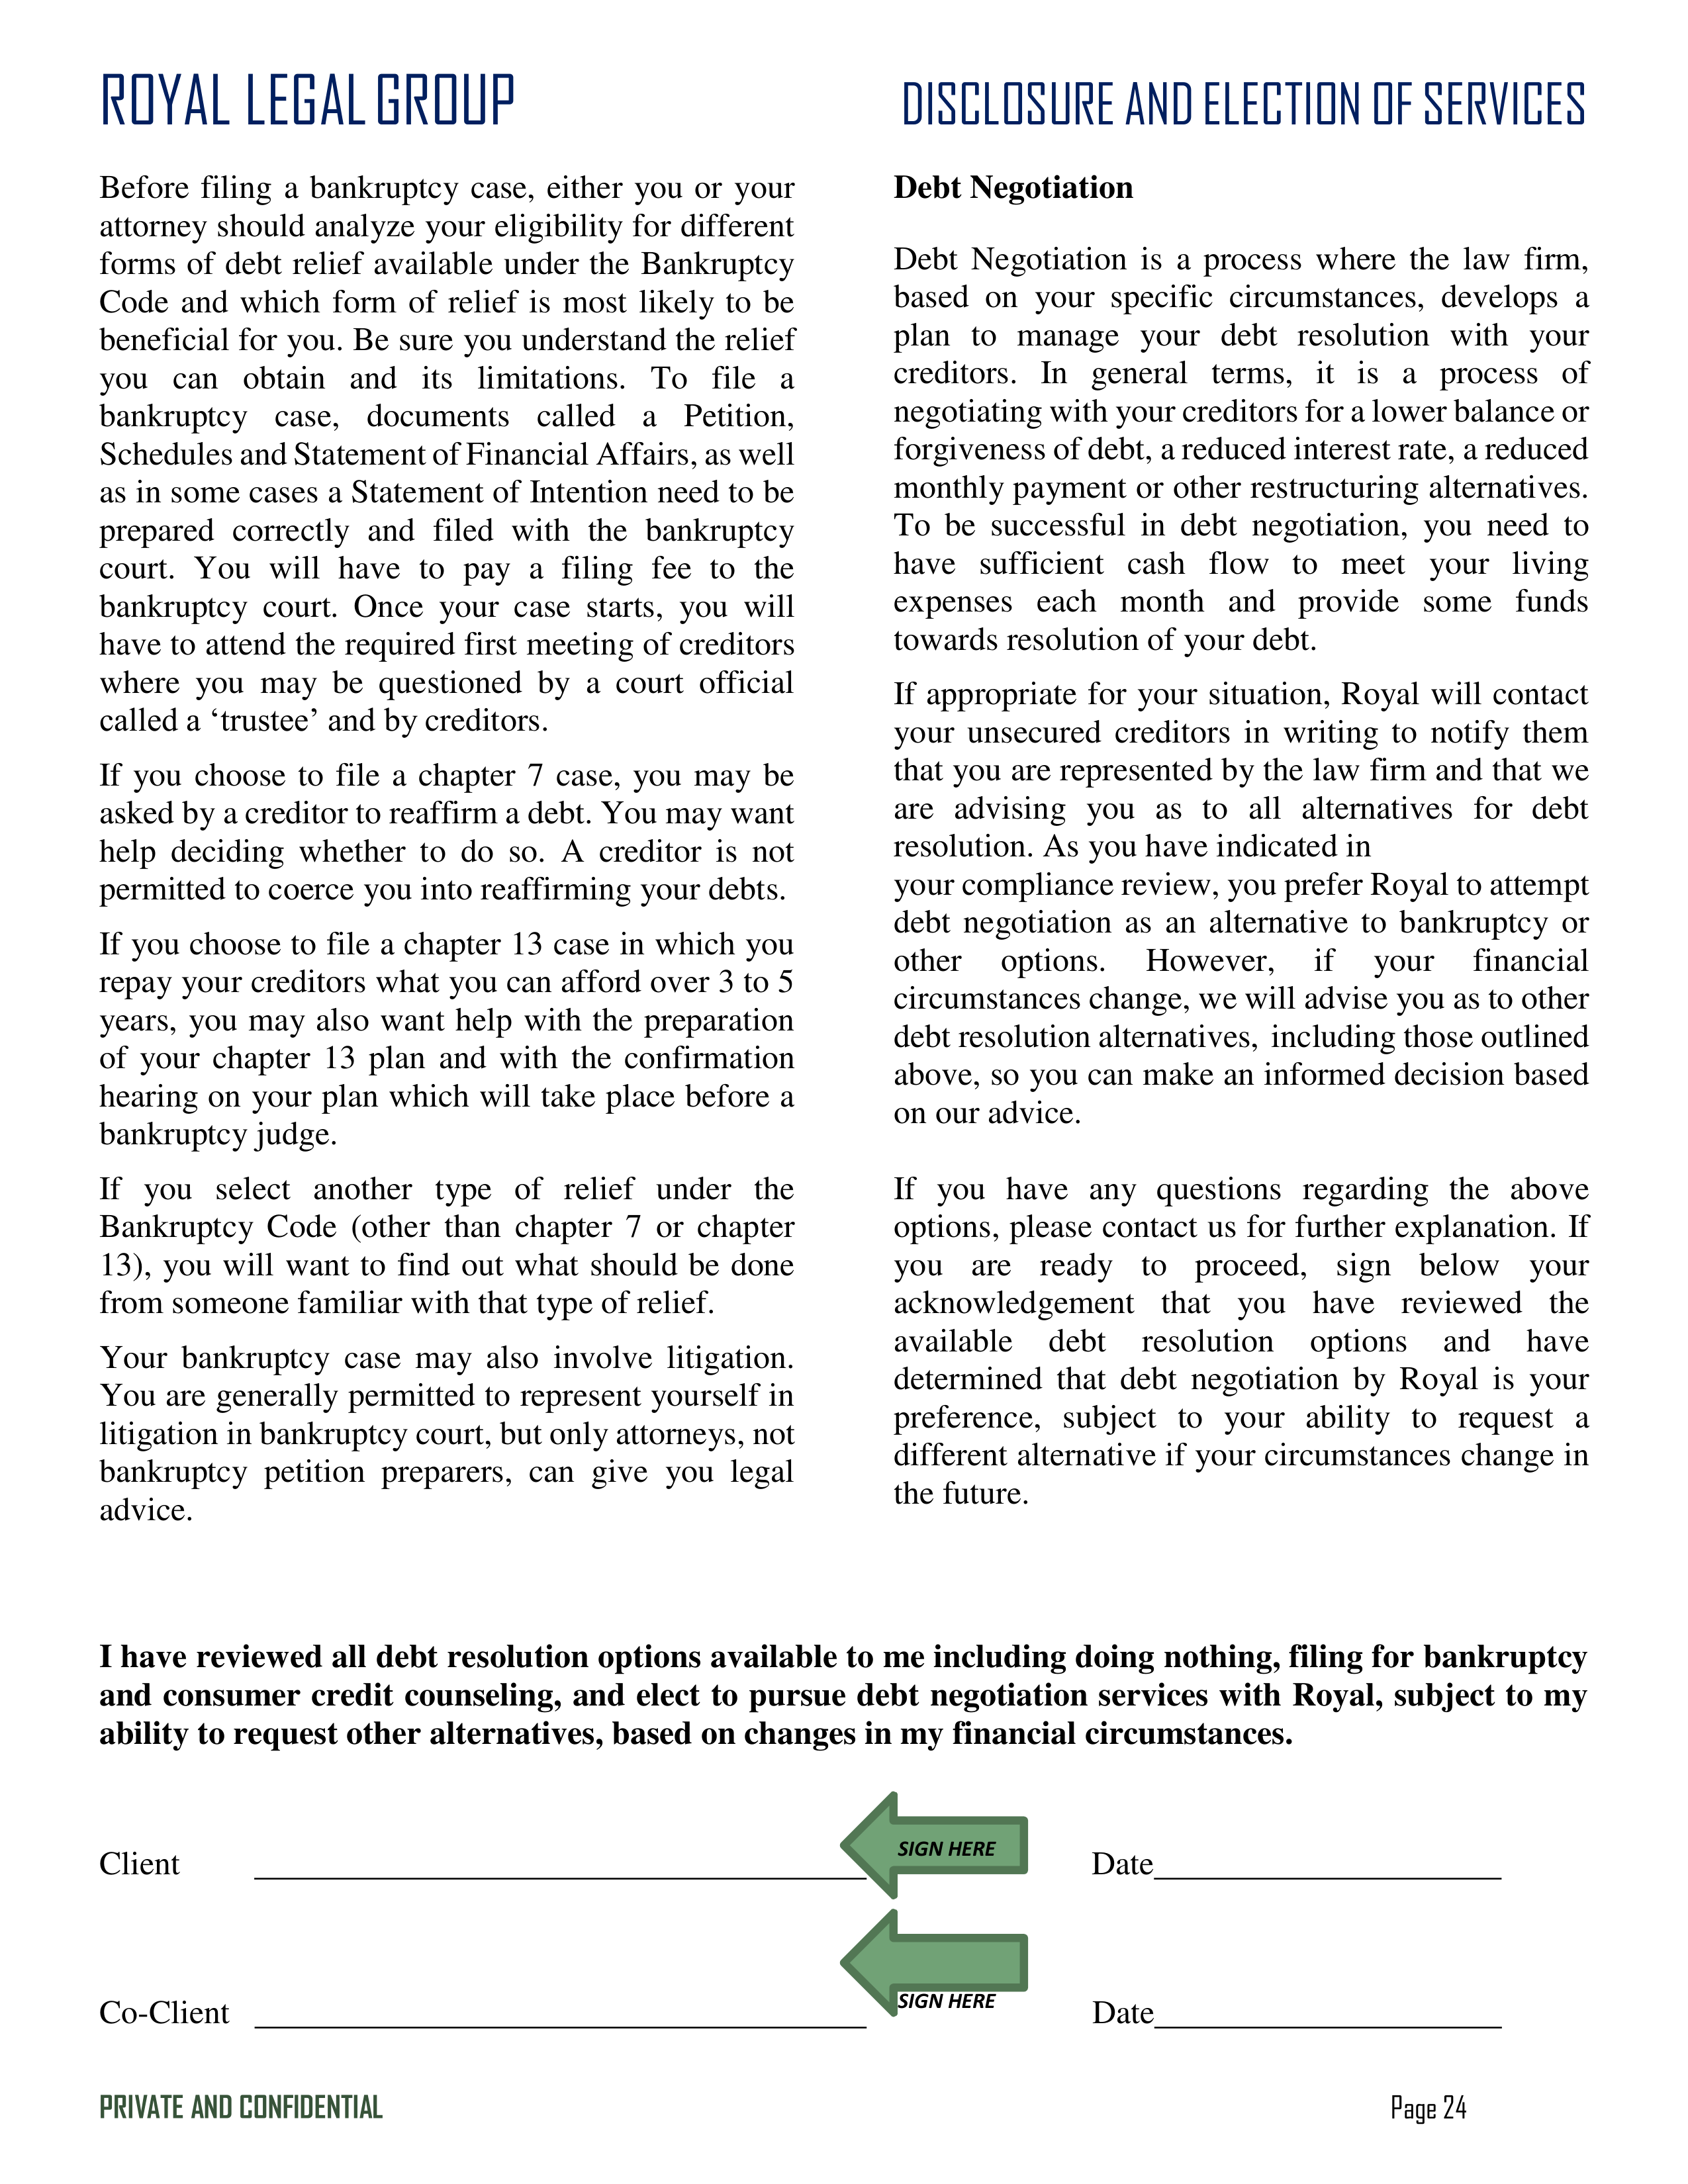 ROYAL LEGAL GROUP
DISCLOSURE AND ELECTION OF SERVICES
Before filing a bankruptcy case, either you or your
attorney should analyze your eligibility for different
forms of debt relief available under the Bankruptcy
Code and which form of relief is most likely to be
beneficial for you. Be sure you understand the relief
you can obtain and its limitations. To file a
bankruptcy case, documents called a Petition,
Schedules and Statement of Financial Affairs, as well
as in some cases a Statement of Intention need to be
prepared correctly and filed with the bankruptcy
court. You will have to pay a filing fee to the
bankruptcy court. Once your case starts, you will
have to attend the required first meeting of creditors
where you may be questioned by a court official
called a ‘trustee’ and by creditors.
If you choose to file a chapter 7 case, you may be
asked by a creditor to reaffirm a debt. You may want
help deciding whether to do so. A creditor is not
permitted to coerce you into reaffirming your debts.
If you choose to file a chapter 13 case in which you
repay your creditors what you can afford over 3 to 5
years, you may also want help with the preparation
of your chapter 13 plan and with the confirmation
hearing on your plan which will take place before a
bankruptcy judge.
If you select another type of relief under the
Bankruptcy Code (other than chapter 7 or chapter
13), you will want to find out what should be done
from someone familiar with that type of relief.
Your bankruptcy case may also involve litigation.
You are generally permitted to represent yourself in
litigation in bankruptcy court, but only attorneys, not
bankruptcy petition preparers, can give you legal
advice.
Debt Negotiation
Debt Negotiation is a process where the law firm,
based on your specific circumstances, develops a
plan to manage your debt resolution with your
creditors. In general terms, it is a process of
negotiating with your creditors for a lower balance or
forgiveness of debt, a reduced interest rate, a reduced
monthly payment or other restructuring alternatives.
To be successful in debt negotiation, you need to
have sufficient cash flow to meet your living
expenses each month and provide some funds
towards resolution of your debt.
If appropriate for your situation, Royal will contact
your unsecured creditors in writing to notify them
that you are represented by the law firm and that we
are advising you as to all alternatives for debt
resolution. As you have indicated in
your compliance review, you prefer Royal to attempt
debt negotiation as an alternative to bankruptcy or
other options. However, if your financial
circumstances change, we will advise you as to other
debt resolution alternatives, including those outlined
above, so you can make an informed decision based
on our advice.
If you have any questions regarding the above
options, please contact us for further explanation. If
you are ready to proceed, sign below your
acknowledgement that you have reviewed the
available debt resolution options and have
determined that debt negotiation by Royal is your
preference, subject to your ability to request a
different alternative if your circumstances change in
the future.
I have reviewed all debt resolution options available to me including doing nothing, filing for bankruptcy
and consumer credit counseling, and elect to pursue debt negotiation services with Royal, subject to my
ability to request other alternatives, based on changes in my financial circumstances.
Client
SIGN HERE
Date
Co-Client
SIGN HERE
Date
PRIVATE AND CONFIDENTIAL
Page 24